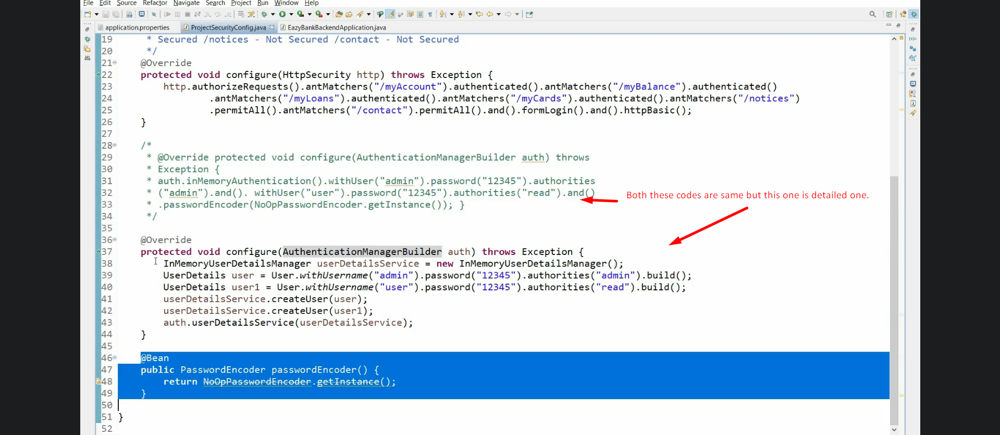 File Edit Source Refactor Navigate Search Project Run Window Help
application.properties ProjectSecurityConfig.java EazyBankBackendApplication.java
19 * Secured /notices - Not Secured /contact - Not Secured
20 */
21 @Override
22 protected void configure(HttpSecurity http) throws Exception {
23 http.authorizeRequests().antMatchers("/myAccount").authenticated().antMatchers("/myBalance").authenticated()
24 .antMatchers("/myLoans").authenticated().antMatchers("/myCards").authenticated().antMatchers("/notices")
25 .permitAll().antMatchers("/contact").permitAll().and().formLogin().and().httpBasic();
26 }
27
28 /*
29 * @Override protected void configure(AuthenticationManagerBuilder auth) throws
30 * Exception {
31 * auth.inMemoryAuthentication().withUser("admin").password("12345").authorities
32 * ("admin").and(). withUser("user").password("12345").authorities("read").and()
Both these codes are same but this one is detailed one.
33 * .passwordEncoder(NoOpPasswordEncoder.getInstance()); }
34 */
35
36 @Override
37 protected void configure(AuthenticationManagerBuilder auth) throws Exception {
38 InMemoryUserDetailsManager userDetailsService = new InMemoryUserDetailsManager();
39 UserDetails user = User.withUsername("admin").password("12345").authorities("admin").build();
40 UserDetails user1 = User.withUsername("user").password("12345").authorities("read").build();
41 userDetailsService.createUser(user);
42 userDetailsService.createUser(user1);
43 auth.userDetailsService(userDetailsService);
44 }
45
46 @Bean
47 public PasswordEncoder passwordEncoder() {
48 return NoOpPasswordEncoder.getInstance();
49 }
50
51 }
52